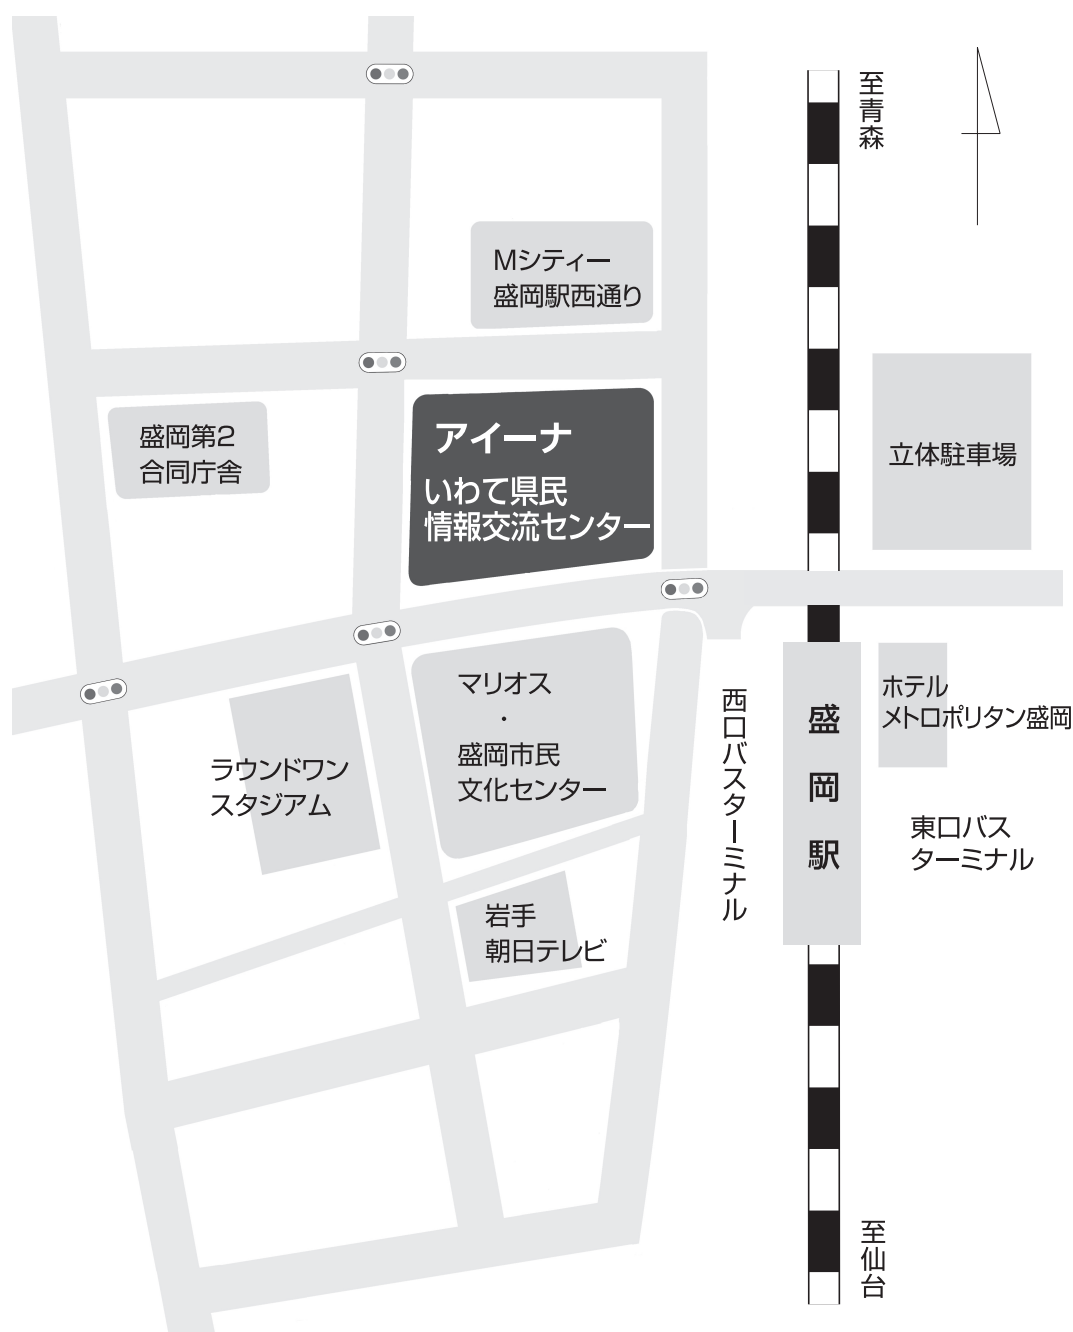 至青森
Mシティー
盛岡駅西通り
盛岡第2
合同庁舎
アイーナ
いわて県民
情報交流センター
立体駐車場
マリオス
・
盛岡市民
文化センター
ラウンドワン
スタジアム
西口バスターミナル
盛岡駅
ホテル
メトロポリタン盛岡
東口バス
ターミナル
岩手
朝日テレビ
至仙台